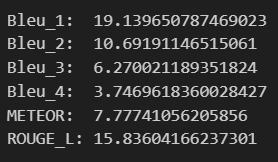 Bleu_1:  19.139650787469023
Bleu_2:  10.69191146515061
Bleu_3:  6.270021189351824
Bleu_4:  3.7469618360028427
METEOR:  7.77741056205856
ROUGE_L: 15.83604166237301